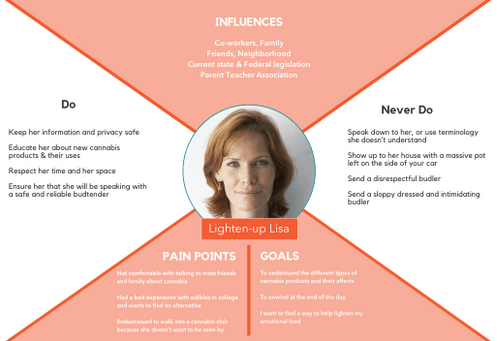 INFLUENCES
Co-workers, Family
Friends, Neighborhood
Current state & Federal legislation
Parent Teacher Association
Do
Keep her information and privacy safe
Educate her about new cannabis
products & their uses
Respect her time and her space
Ensure her that she will be speaking with
a safe and reliable budtender
Never Do
Speak down to her, or use terminology
she doesn't understand
Show up to her house with a massive pot
left on the side of your car
Send a disrespectful budler
Send a sloppy dressed and intimidating
budler
Lighten-up Lisa
PAIN POINTS
Not comfortable with talking to most friends
and family about cannabis
Had a bad experience with edibles in college
and wants to find an alternative
Embarrassed to walk into a cannabis club
because she doesn't want to be seen by
GOALS
To understand the different types of
cannabis products and their effects
To unwind at the end of the day
I want to find a way to help lighten my
emotional load